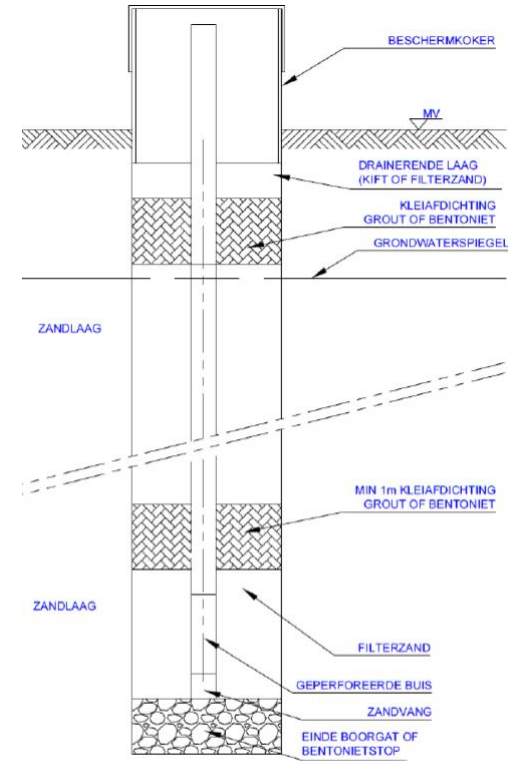 BESCHERMKOKER
MV
DRAINERENDE LAAG
(KIFT OF FILTERZAND)
KLEIAFDICHTING
GROUT OF BENTONIET
GRONDWATERSPIEGEL
ZANDLAAG
MIN 1m KLEIAFDICHTING
GROUT OF BENTONIET
ZANDLAAG
FILTERZAND
GEPERFOREERDE BUIS
ZANDVANG
EINDE BOORGAT OF
BENTONIETSTOP